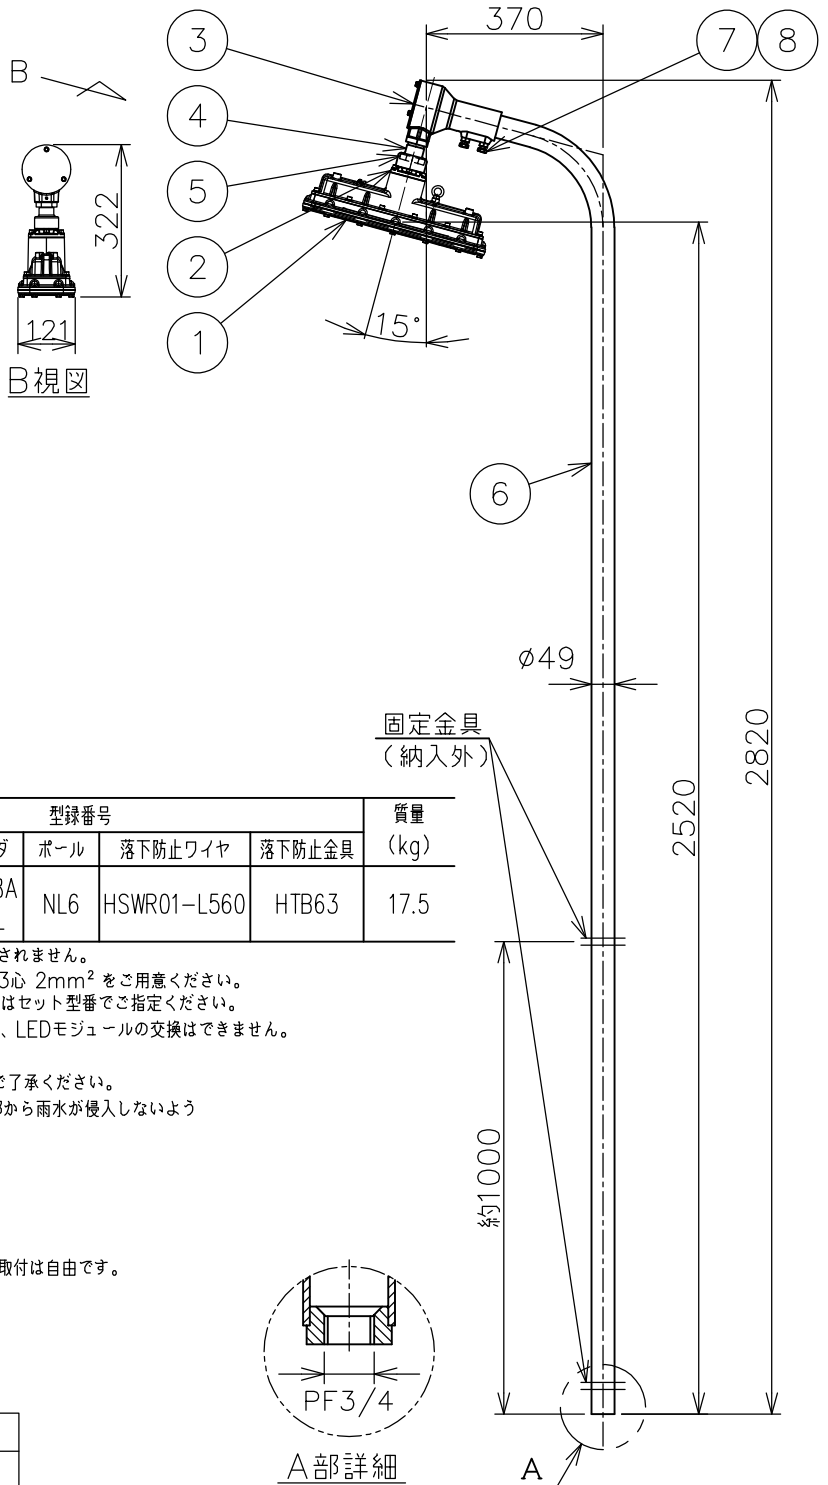 370
3
7
8
B
4
5
322
2
121
15°
1
B視図
6
φ49
固定金具
(納入外)
2820
2520
型録番号
質量
(kg)
ダ
ポール
落下防止ワイヤ
落下防止金具
3A
NL6
HSWR01-L560
HTB63
17.5
されません。
3心 2mm² をご用意ください。
はセット型番でご指定ください。
、LEDモジュールの交換はできません。
ご了承ください。
から雨水が侵入しないよう
約1000
取付は自由です。
PF3/4
A部詳細
A